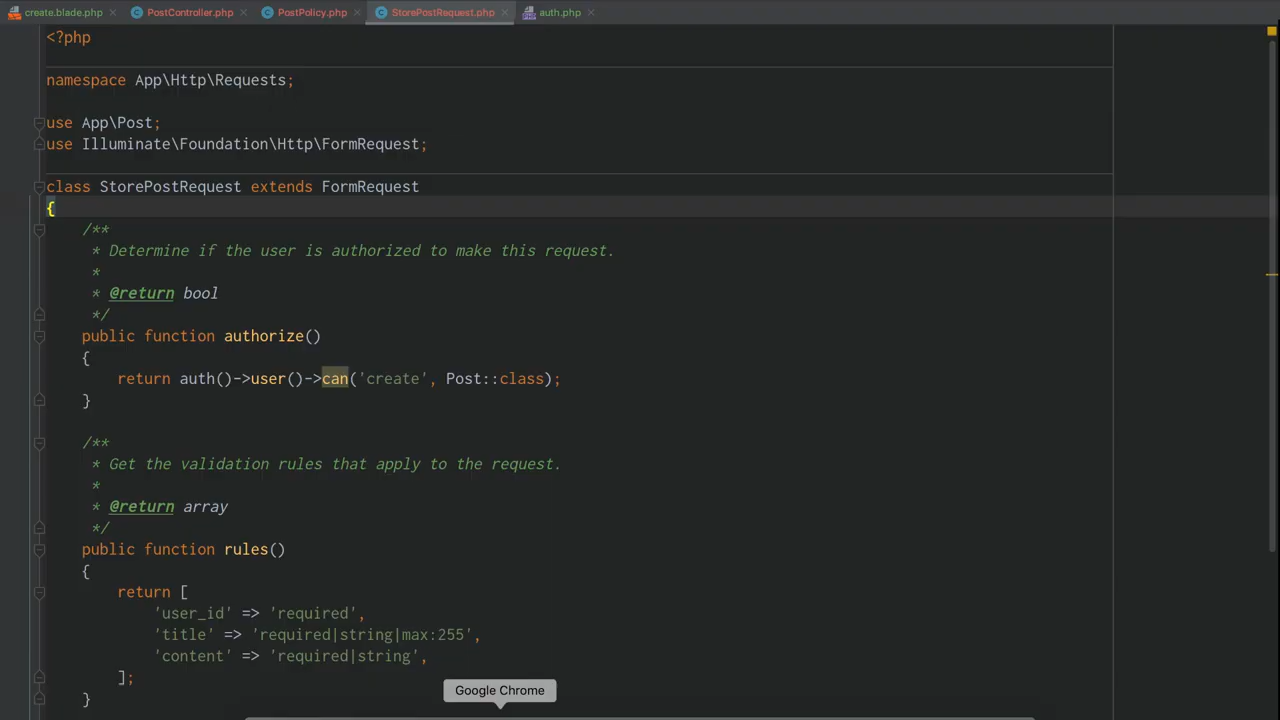 create.blade.php
PostController.php
PostPolicy.php
StorePostRequest.php
auth.php
<?php
namespace App\Http\Requests;
use App\Post;
use Illuminate\Foundation\Http\FormRequest;
class StorePostRequest extends FormRequest
{
/**
* Determine if the user is authorized to make this request.
*
* @return bool
*/
public function authorize()
{
return auth()->user()->can('create', Post::class);
}
/**
* Get the validation rules that apply to the request.
*
* @return array
*/
public function rules()
{
return [
'user_id' => 'required',
'title' => 'required|string|max:255',
'content' => 'required|string',
];
}
Google Chrome